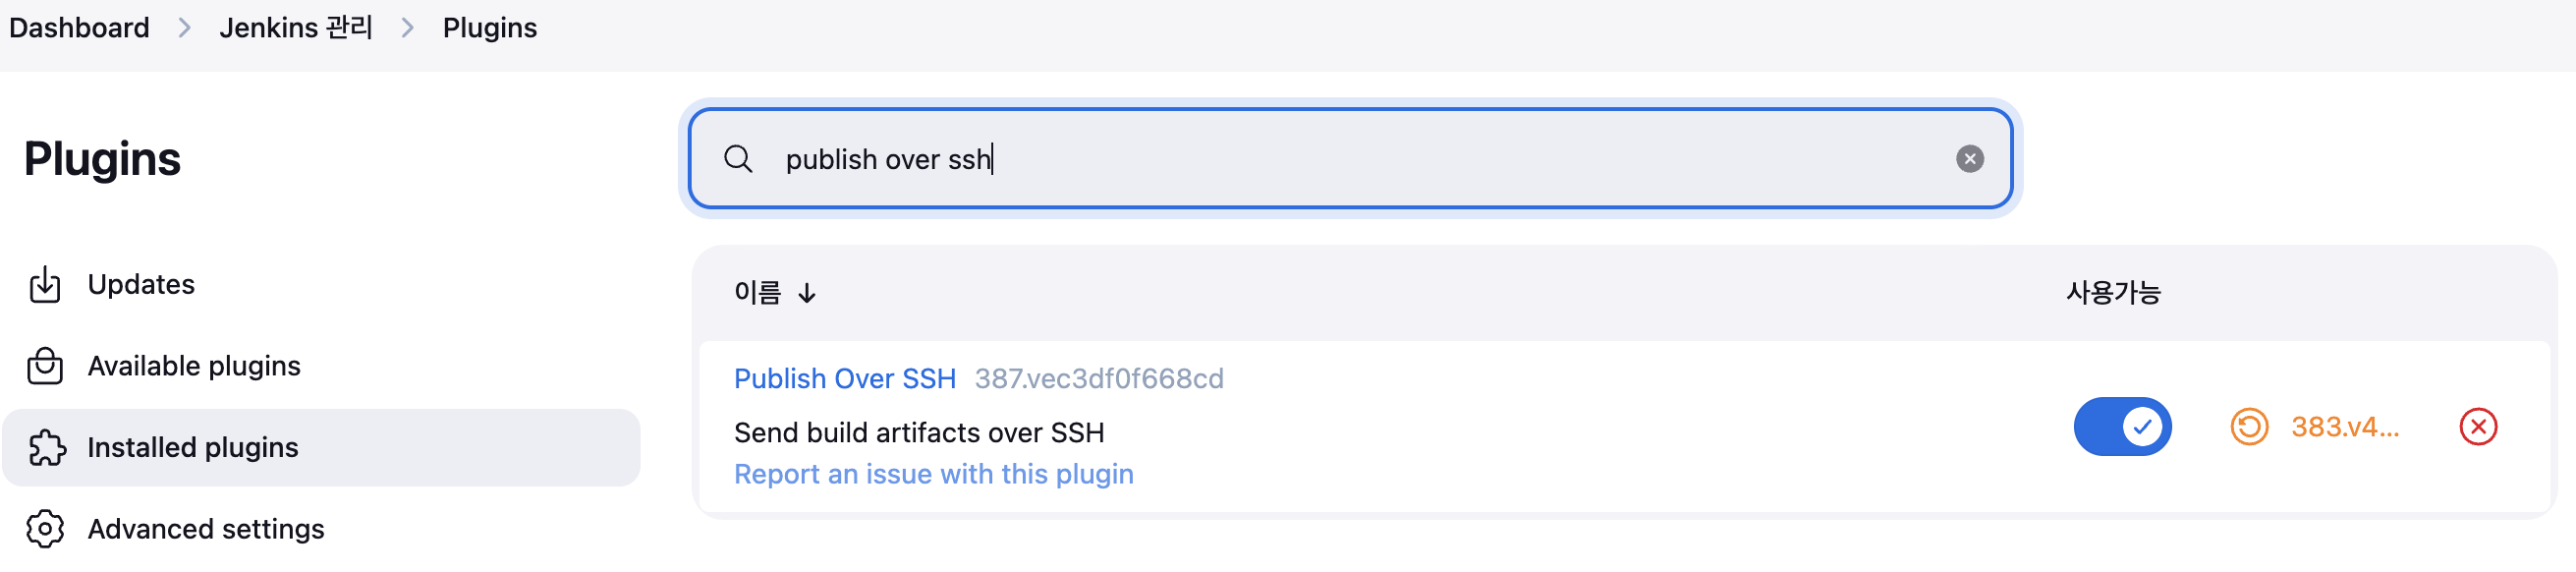 Dashboard > Jenkins 관리 > Plugins
Plugins
publish over ssh
Updates
Available plugins
Installed plugins
Advanced settings
이름 ↓ 사용가능
Publish Over SSH 387.vec3df0f668cd
Send build artifacts over SSH
383.v4...
Report an issue with this plugin